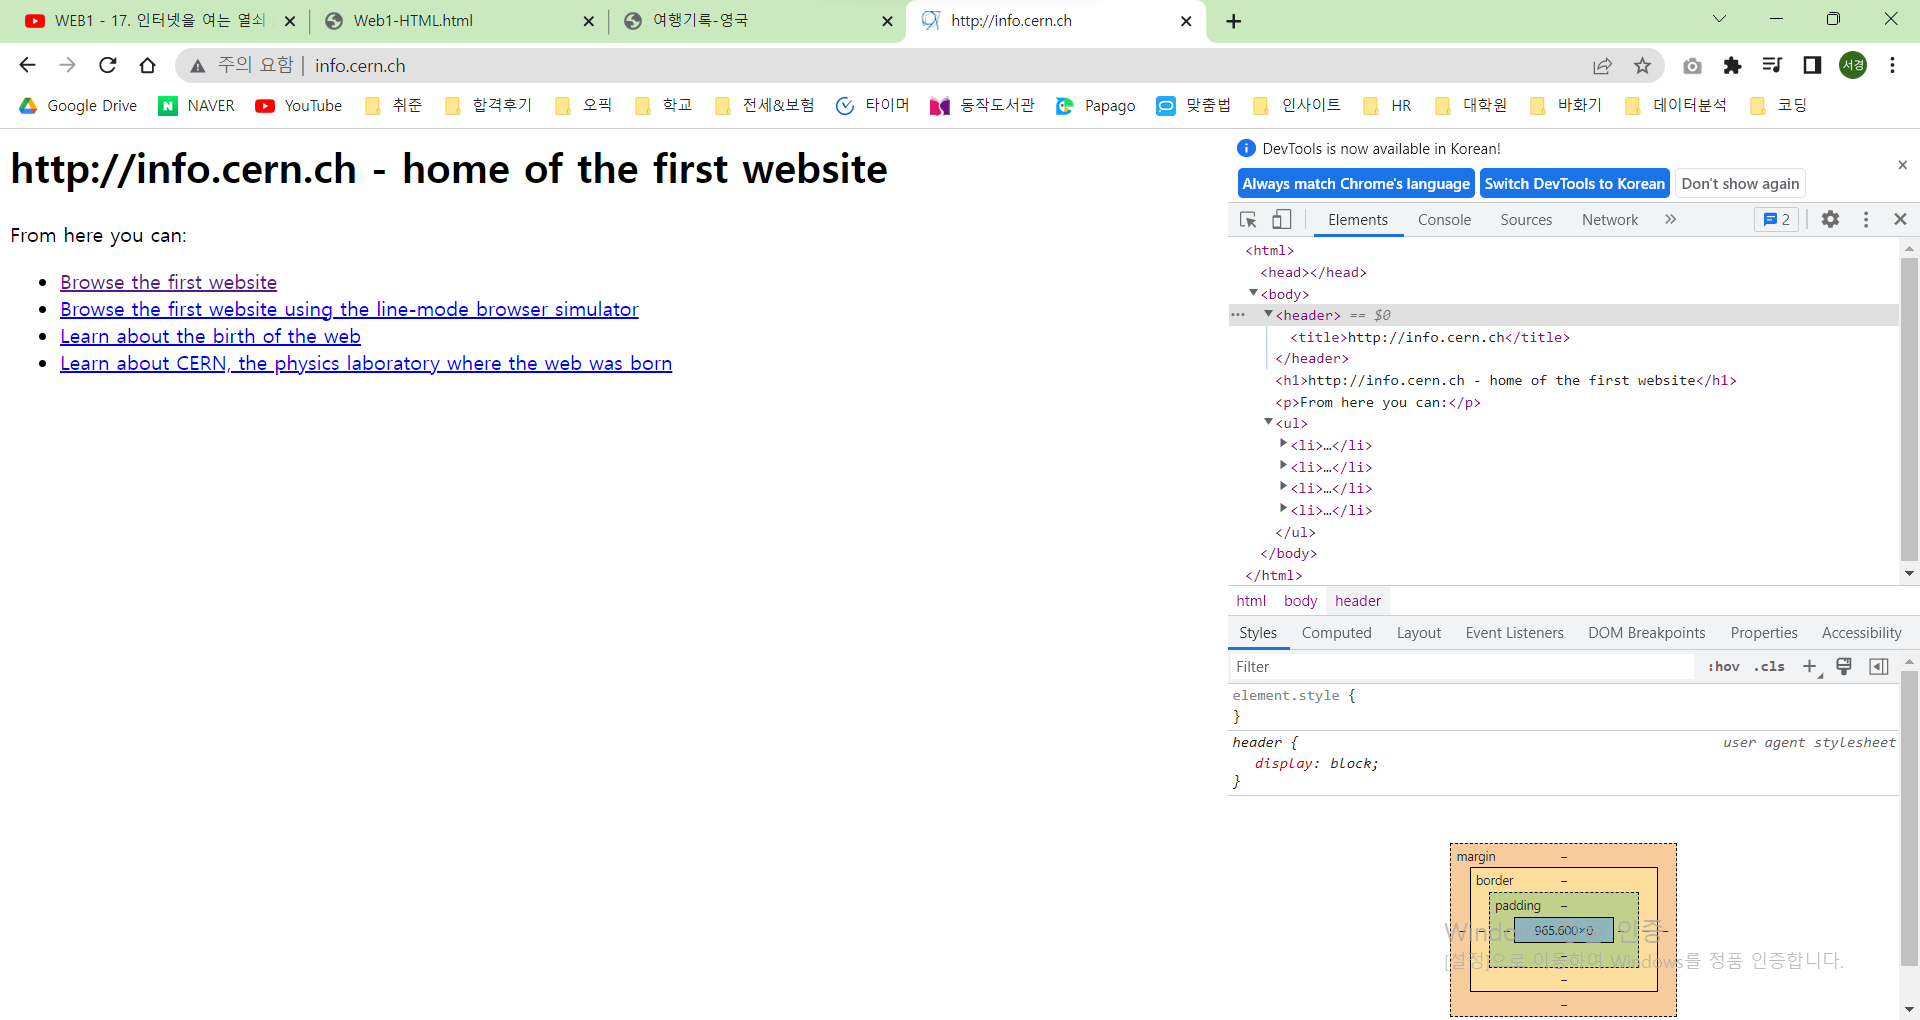 WEB1 - 17. 인터넷을 여는 열쇠
Web1-HTML.html
여행기록-영국
http://info.cern.ch
주의 요함 | info.cern.ch
서경
Google Drive NAVER YouTube 취준 합격후기 오픽 학교 전세&보험 타이머 동작도서관 Papago 맞춤법 인사이트 HR 대학원 바화기 데이터분석 코딩
http://info.cern.ch - home of the first website
From here you can:
Browse the first website
Browse the first website using the line-mode browser simulator
Learn about the birth of the web
Learn about CERN, the physics laboratory where the web was born
DevTools is now available in Korean!
Always match Chrome's language Switch DevTools to Korean Don't show again
Elements Console Sources Network » 2
<html>
<head></head>
<body>
<header> == $0
<title>http://info.cern.ch</title>
</header>
<h1>http://info.cern.ch - home of the first website</h1>
<p>From here you can:</p>
<ul>
<li>…</li>
<li>…</li>
<li>…</li>
<li>…</li>
</ul>
</body>
</html>
html body header
Styles Computed Layout Event Listeners DOM Breakpoints Properties Accessibility
Filter :hov .cls
element.style {
}
header { user agent stylesheet
display: block;
}
margin –
border –
padding –
965.600×0
Windows 정품 인증
[설정]으로 이동하여 Windows를 정품 인증합니다.